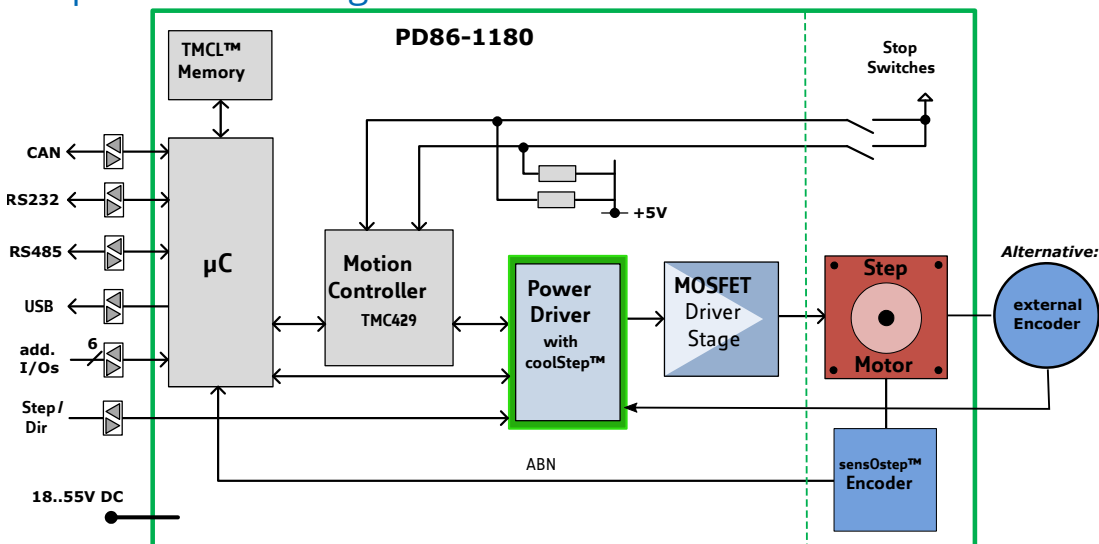 PD86-1180
TMCL™
Memory
Stop
Switches
CAN
RS232
RS485
USB
6
add.
I/Os
Step/
Dir
18..55V DC
µC
+5V
Motion
Controller
TMC429
Power
Driver
with
coolStep™
MOSFET
Driver
Stage
Step
Motor
Alternative:
external
Encoder
ABN
sensOstep™
Encoder